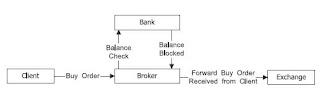 Bank
Balance
Check
Balance
Blocked
Client
Buy Order
Broker
Forward Buy Order
Received from Client
Exchange